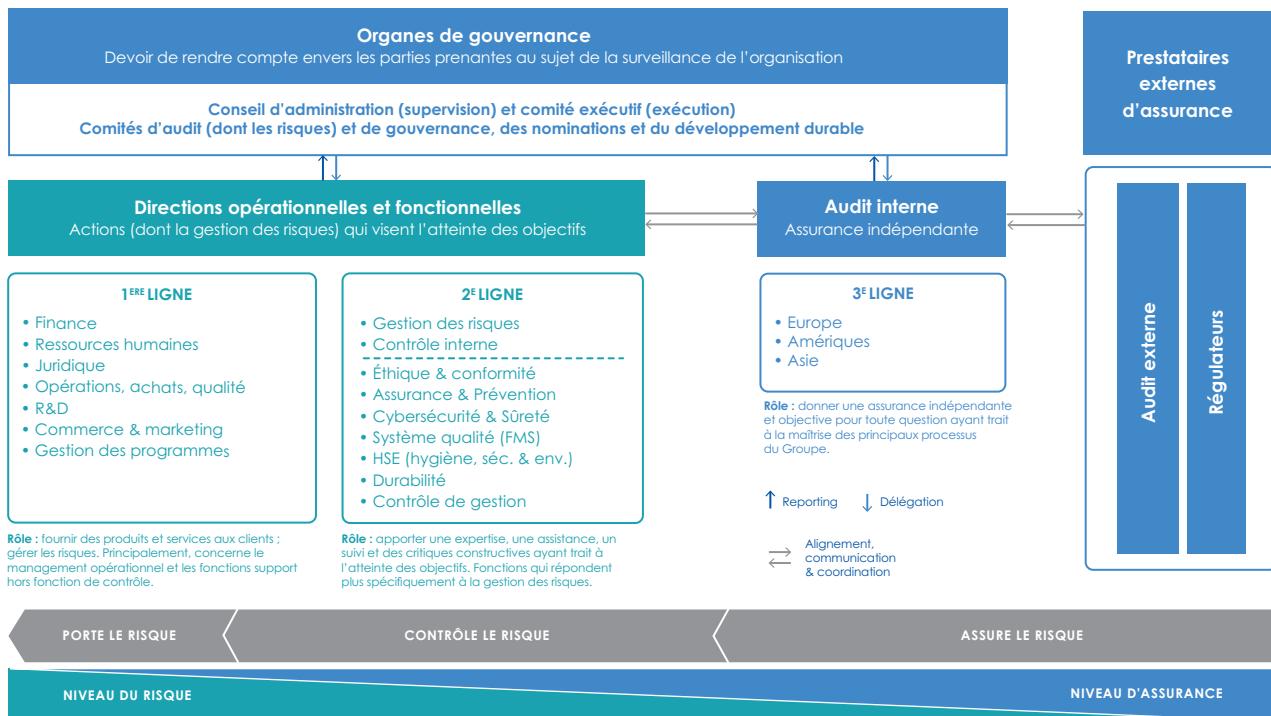 Organes de gouvernance
Devoir de rendre compte envers les parties prenantes au sujet de la surveillance de l’organisation
Conseil d’administration (supervision) et comité exécutif (exécution)
Comités d’audit (dont les risques) et de gouvernance, des nominations et du développement durable
Prestataires
externes
d’assurance
Directions opérationnelles et fonctionnelles
Actions (dont la gestion des risques) qui visent l’atteinte des objectifs
Audit interne
Assurance indépendante
1ERE LIGNE
• Finance
• Ressources humaines
• Juridique
• Opérations, achats, qualité
• R&D
• Commerce & marketing
• Gestion des programmes
Rôle : fournir des produits et services aux clients ;
gérer les risques. Principalement, concerne le
management opérationnel et les fonctions support
hors fonction de contrôle.
2E LIGNE
• Gestion des risques
• Contrôle interne
• Éthique & conformité
• Assurance & Prévention
• Cybersécurité & Sûreté
• Système qualité (FMS)
• HSE (hygiène, séc. & env.)
• Durabilité
• Contrôle de gestion
Rôle : apporter une expertise, une assistance, un
suivi et des critiques constructives ayant trait à
l’atteinte des objectifs. Fonctions qui répondent
plus spécifiquement à la gestion des risques.
3E LIGNE
• Europe
• Amériques
• Asie
Rôle : donner une assurance indépendante
et objective pour toute question ayant trait
à la maîtrise des principaux processus
du Groupe.
Reporting
Délégation
Alignement,
communication
& coordination
Audit externe
Régulateurs
PORTE LE RISQUE
CONTRÔLE LE RISQUE
ASSURE LE RISQUE
NIVEAU DU RISQUE
NIVEAU D'ASSURANCE